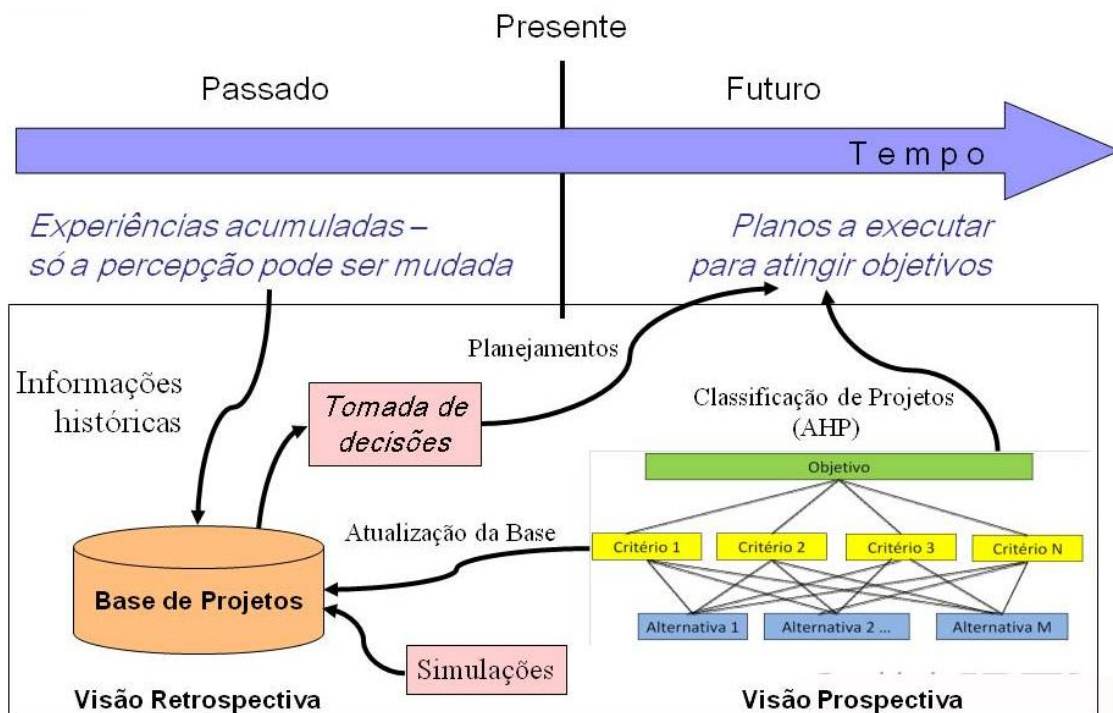 Presente
Passado
Futuro
Tempo
Experiências acumuladas –
só a percepção pode ser mudada
Planos a executar
para atingir objetivos
Informações
históricas
Planejamentos
Tomada de
decisões
Classificação de Projetos
(AHP)
Objetivo
Atualização da Base
Critério 1
Critério 2
Critério 3
Critério N
Base de Projetos
Alternativa 1
Alternativa 2 ...
Alternativa M
Simulações
Visão Retrospectiva
Visão Prospectiva